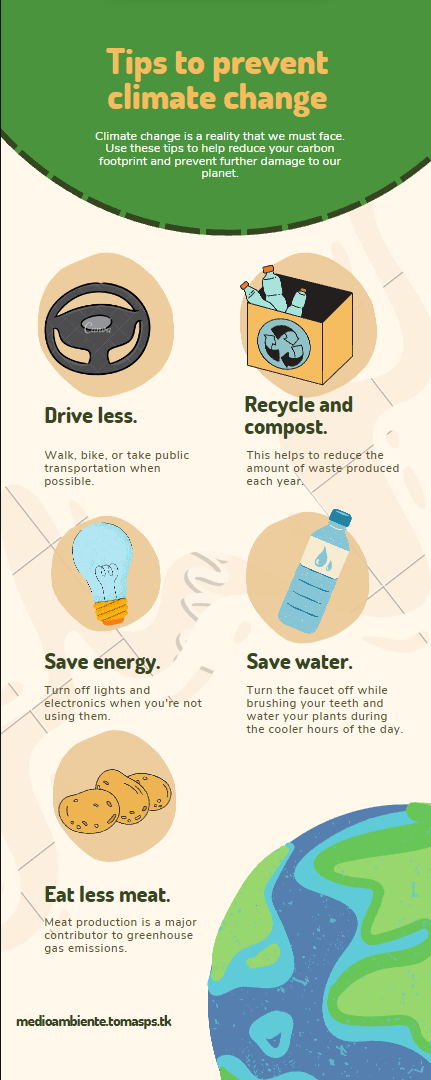 Tips to prevent
climate change
Climate change is a reality that we must face.
Use these tips to help reduce your carbon
footprint and prevent further damage to our
planet.
Canva
Drive less.
Walk, bike, or take public
transportation when
possible.
Recycle and
compost.
This helps to reduce the
amount of waste produced
each year.
Save energy.
Turn off lights and
electronics when you're not
using them.
Save water.
Turn the faucet off while
brushing your teeth and
water your plants during
the cooler hours of the day.
Eat less meat.
Meat production is a major
contributor to greenhouse
gas emissions.
medioambiente.tomasps.tk